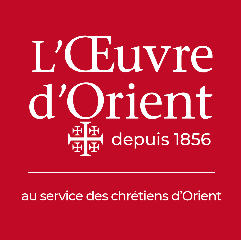 L’Œuvre
d’Orient
depuis 1856
au service des chrétiens d’Orient